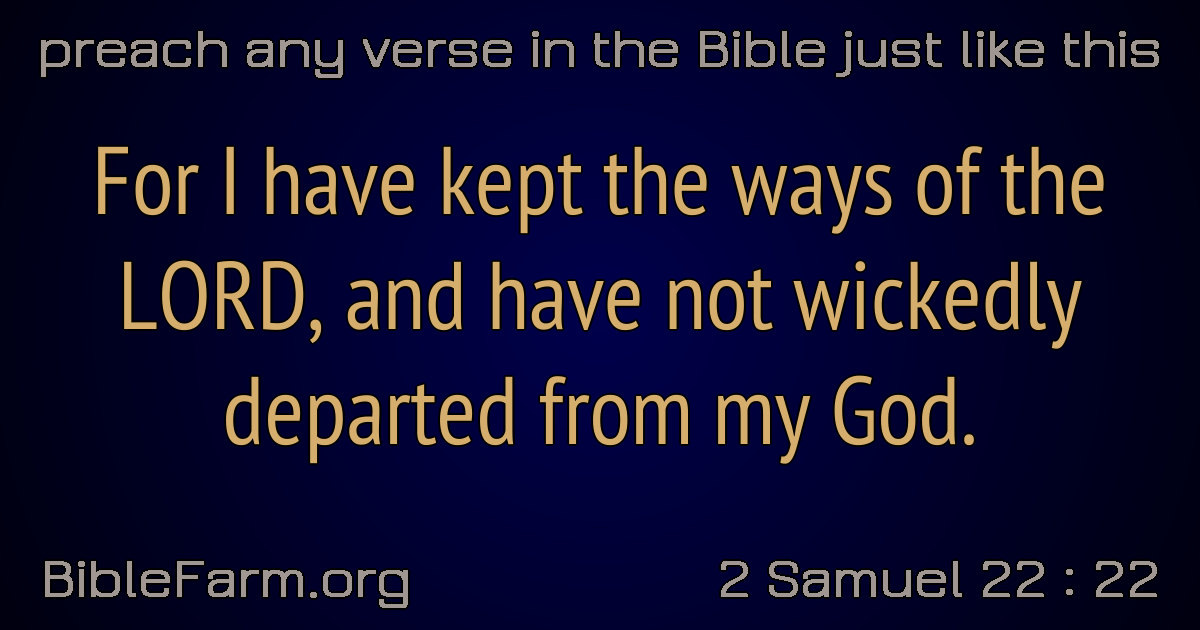 preach any verse in the Bible just like this
For I have kept the ways of the
LORD, and have not wickedly
departed from my God.
BibleFarm.org
2 Samuel 22 : 22